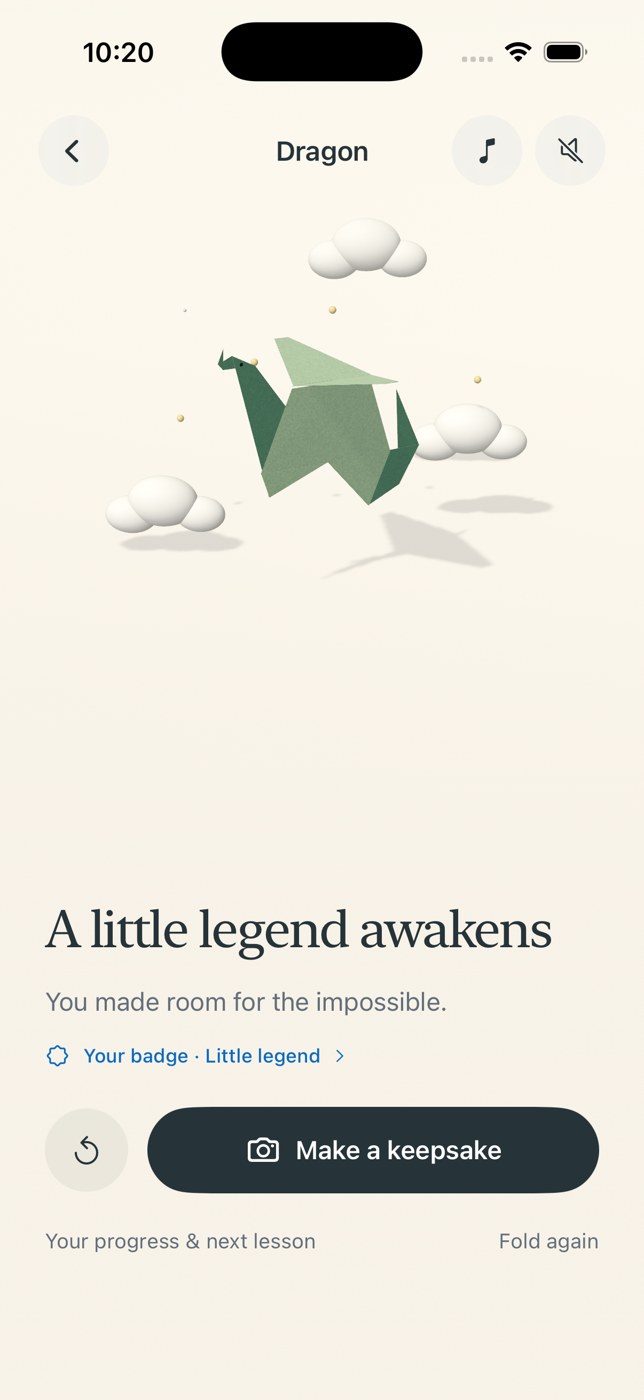 10:20
Dragon
A little legend awakens
You made room for the impossible.
Your badge · Little legend
Make a keepsake
Your progress & next lesson
Fold again